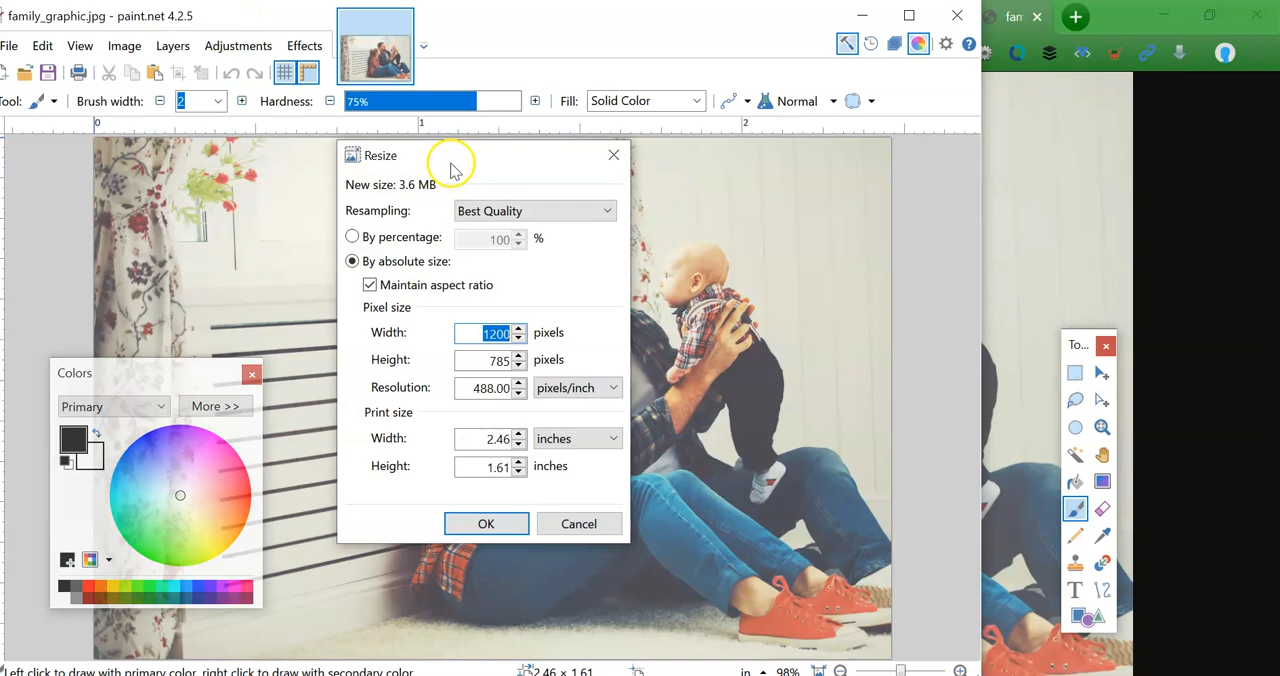 family_graphic.jpg - paint.net 4.2.5
File Edit View Image Layers Adjustments Effects
Tool: Brush width: 2 Hardness: 75% Fill: Solid Color Normal
0 1 2
Resize
New size: 3.6 MB
Resampling: Best Quality
By percentage: 100 %
By absolute size:
Maintain aspect ratio
Pixel size
Width: 1200 pixels
Height: 785 pixels
Resolution: 488.00 pixels/inch
Print size
Width: 2.46 inches
Height: 1.61 inches
OK Cancel
Colors
Primary More >>
To...
T
Left click to draw with primary color, right click to draw with secondary color 2.46 × 1.61 in 98%